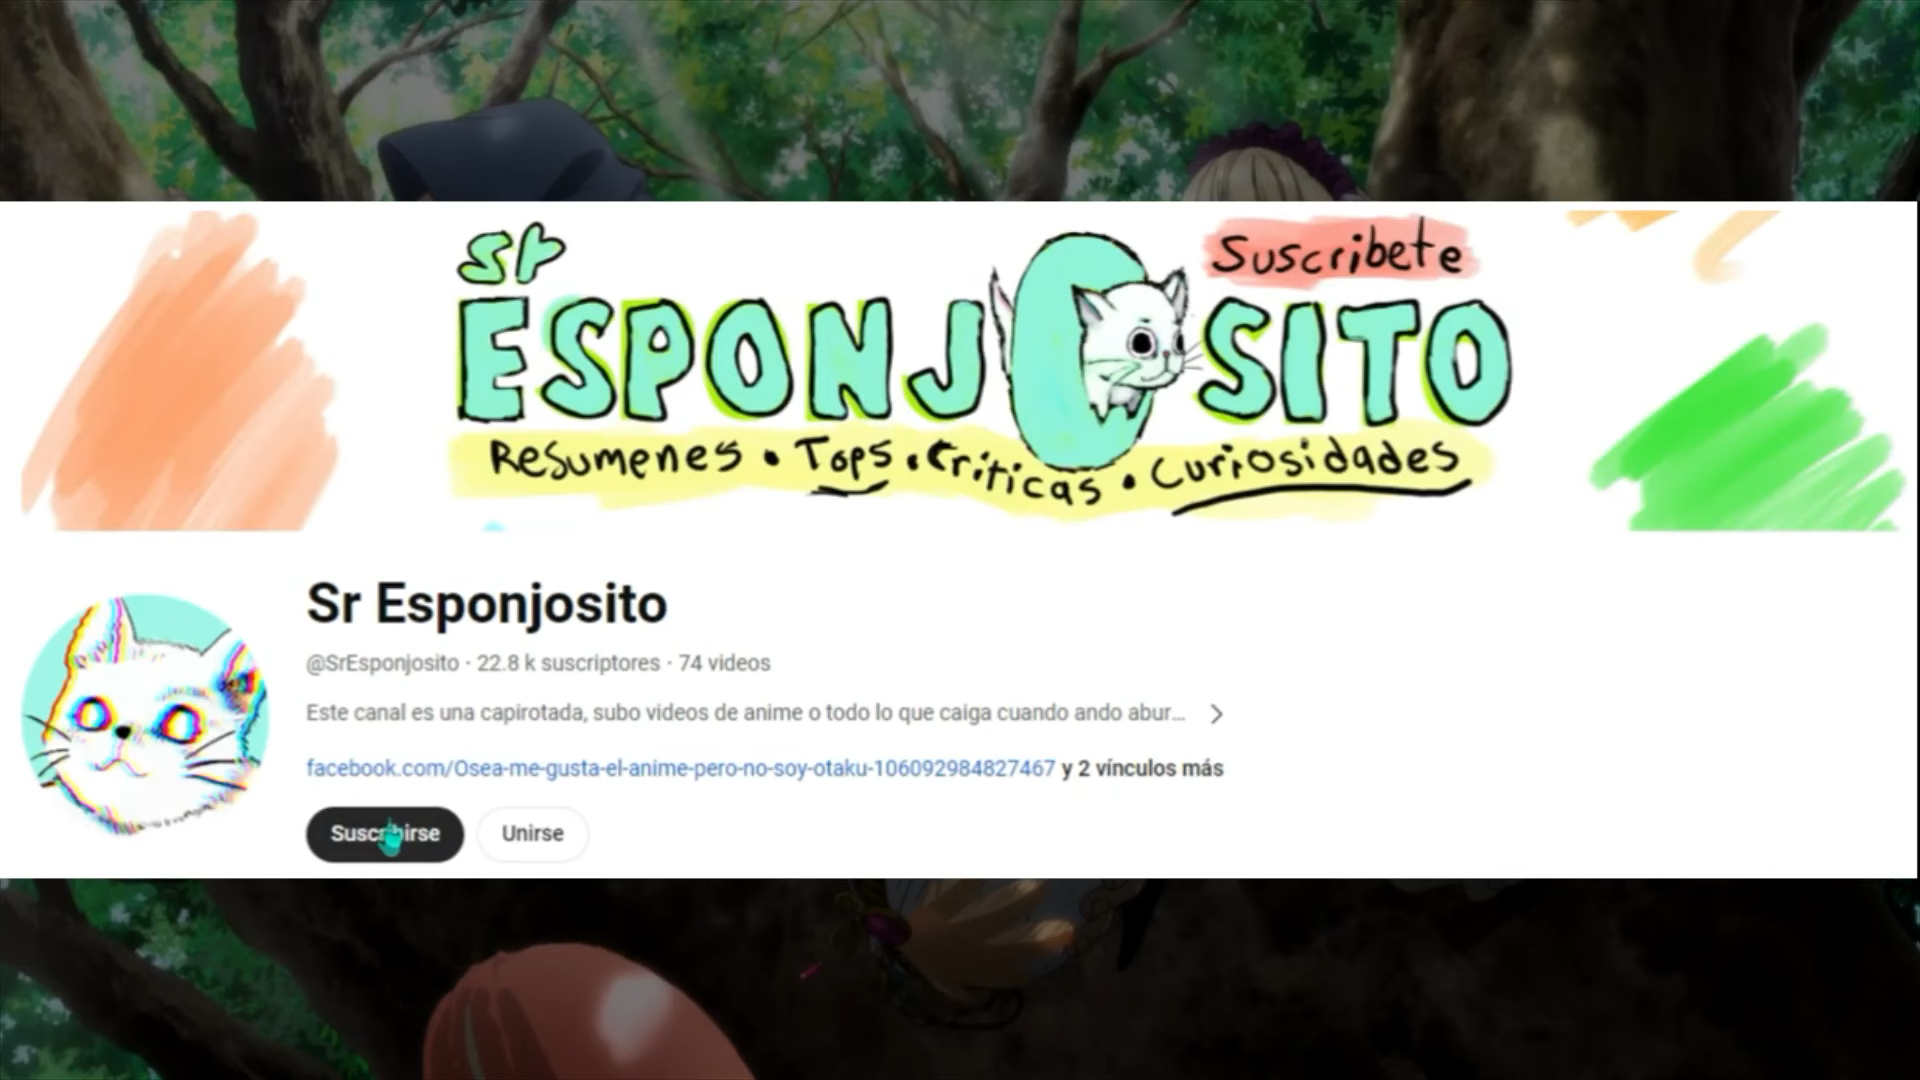 Sr
Suscribete
ESPONJOSITO
Resumenes • Tops • Criticas • Curiosidades
Sr Esponjosito
@SrEsponjosito · 22.8 k suscriptores · 74 videos
Este canal es una capirotada, subo videos de anime o todo lo que caiga cuando ando abur...
facebook.com/Osea-me-gusta-el-anime-pero-no-soy-otaku-106092984827467 y 2 vínculos más
Suscribirse Unirse